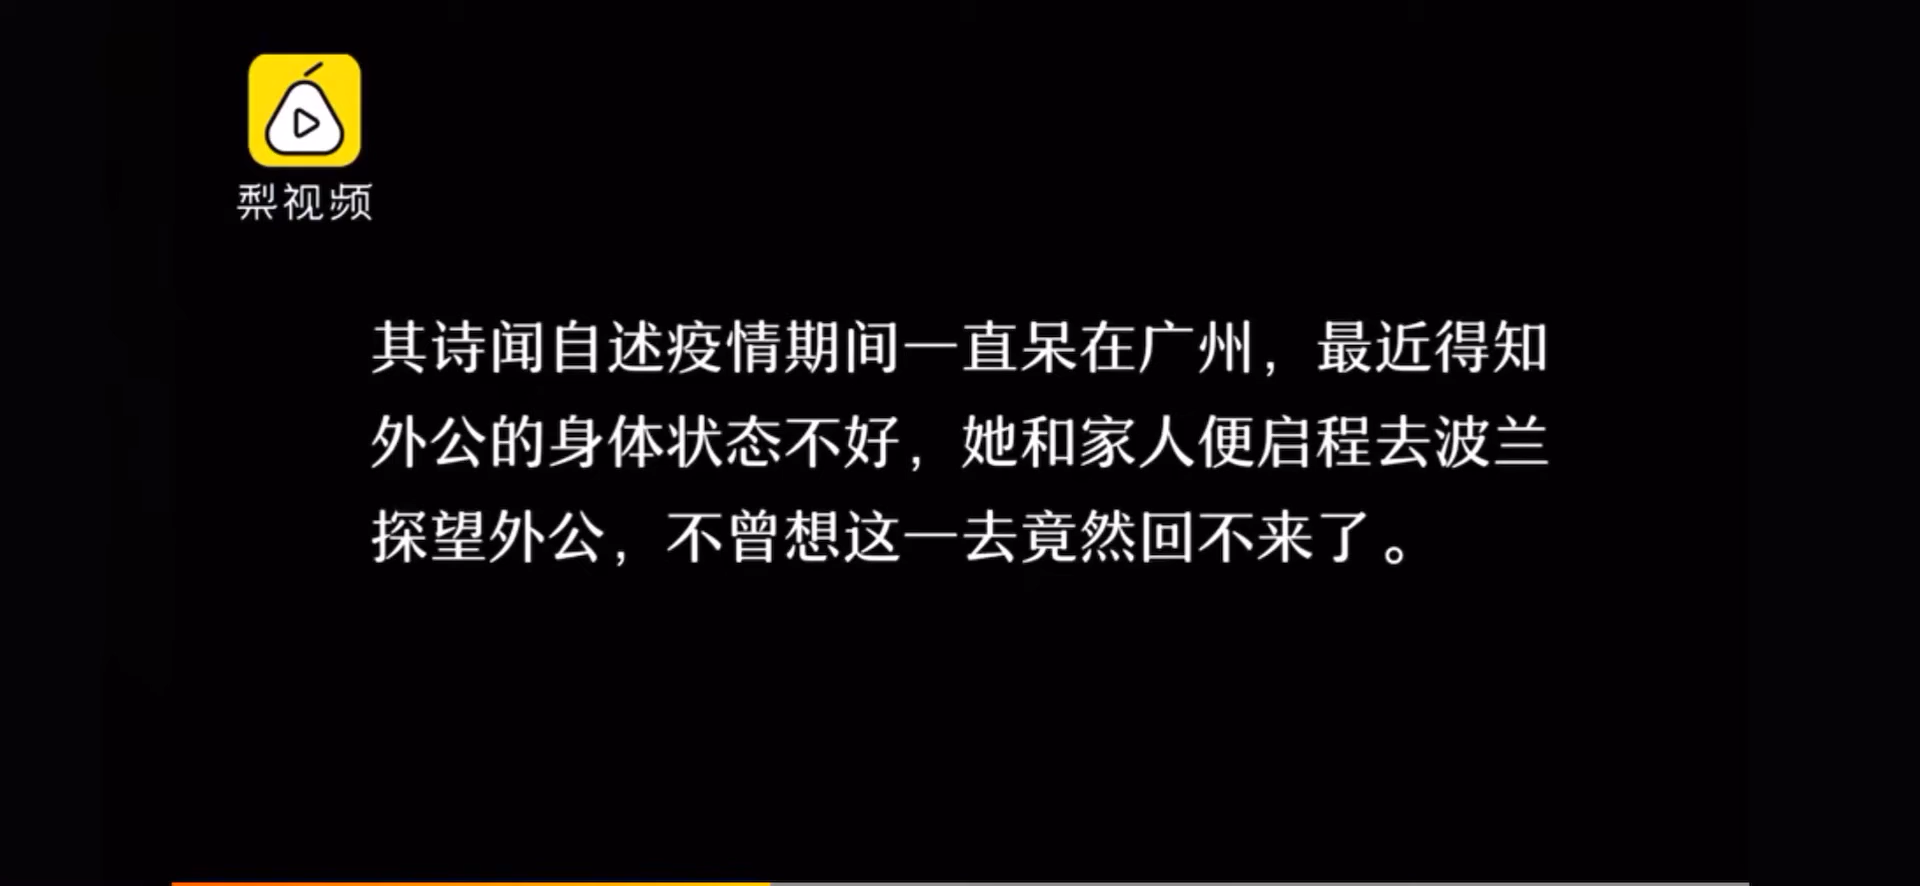 梨视频
其诗闻自述疫情期间一直呆在广州，最近得知
外公的身体状态不好，她和家人便启程去波兰
探望外公，不曾想这一去竟然回不来了。